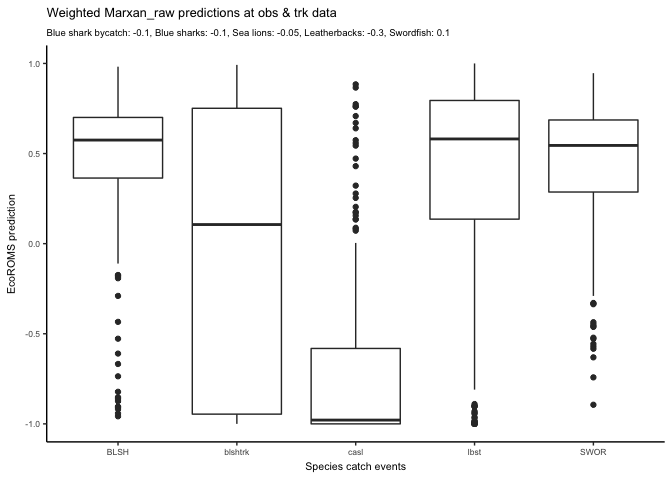 Weighted Marxan_raw predictions at obs & trk data
Blue shark bycatch: -0.1, Blue sharks: -0.1, Sea lions: -0.05, Leatherbacks: -0.3, Swordfish: 0.1
1.0
0.5
0.0
-0.5
-1.0
EcoROMS prediction
BLSH blshtrk casl lbst SWOR
Species catch events